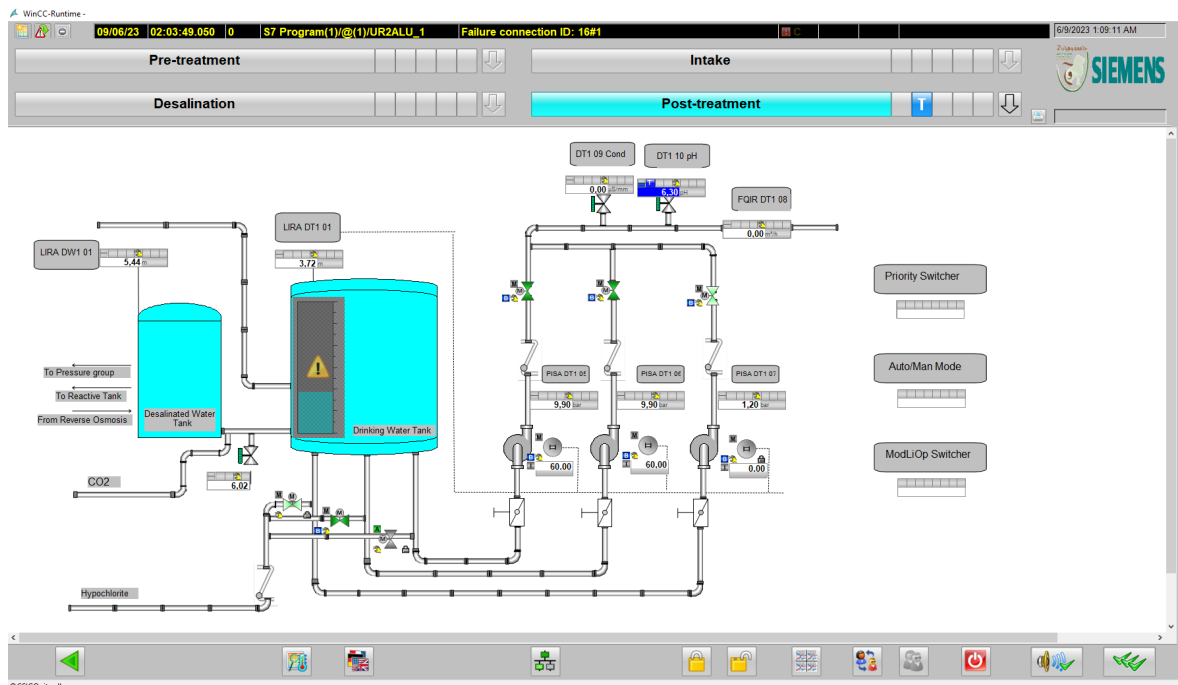 WinCC-Runtime -
09/06/23 02:03:49.050 0 S7 Program(1)/@(1)/UR2ALU_1 Failure connection ID: 16#1 C
6/9/2023 1:09:11 AM
Pre-treatment
Intake
SIEMENS
Desalination
Post-treatment
T
DT1 09 Cond
DT1 10 pH
0,00 µS/mm
T
6,30 pH
FQIR DT1 08
0,00 m³/h
LIRA DW1 01
5,44 m
LIRA DT1 01
3,72 m
Priority Switcher
M
M
M
M
M
M
To Pressure group
To Reactive Tank
From Reverse Osmosis
Desalinated Water
Tank
Drinking Water Tank
PISA DT1 05
9,90 bar
PISA DT1 06
9,90 bar
PISA DT1 07
1,20 bar
Auto/Man Mode
M
60,00
M
60,00
M
0,00
ModLiOp Switcher
CO2
6,02
M
M
M
M
A
M
Hypochlorite